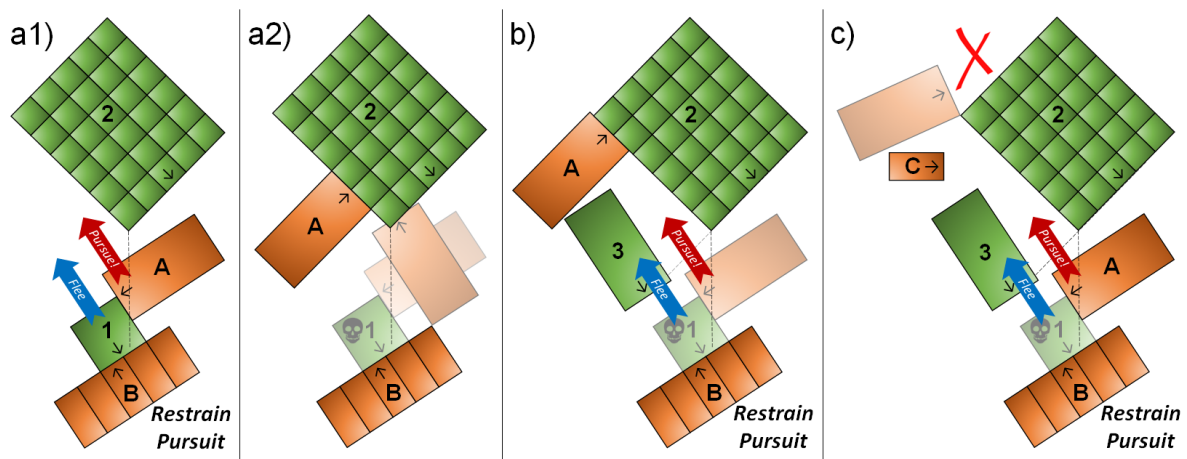 a1)
2
Pursue!
Flee
A
1
B
Restrain
Pursuit
a2)
2
A
1
B
b)
2
A
3
Pursue!
Flee
1
B
Restrain
Pursuit
c)
X
2
C
3
Pursue!
Flee
A
1
B
Restrain
Pursuit